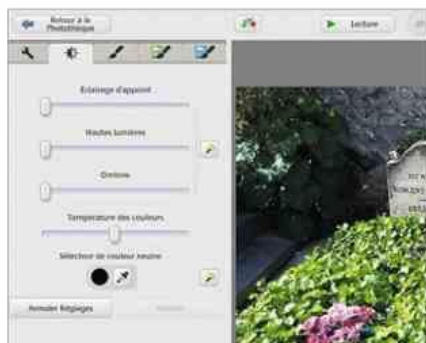 Retour à la
Photothèque
Lecture
Eclairage d'appoint
Hautes lumières
Ombres
Température des couleurs
Sélecteur de couleur neutre
Annuler Réglages